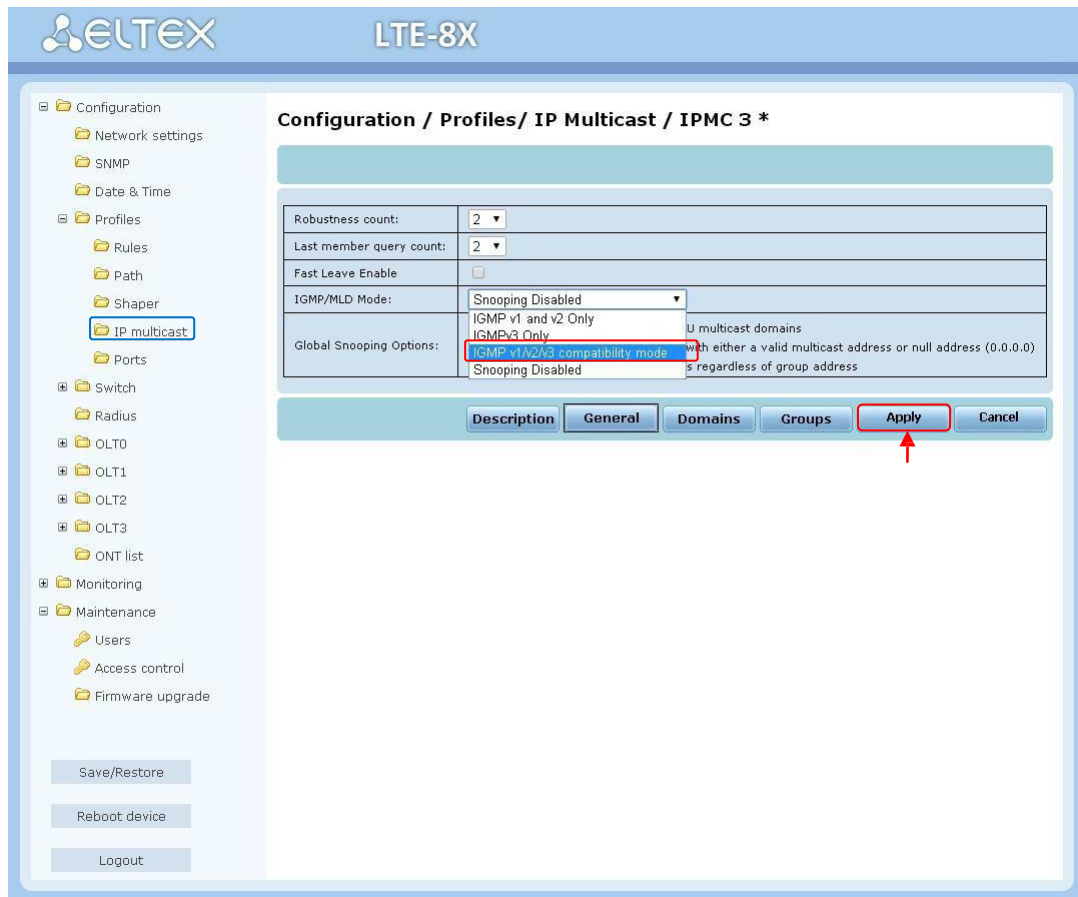 ELTEX
LTE-8X
Configuration
Network settings
SNMP
Date & Time
Profiles
Rules
Path
Shaper
IP multicast
Ports
Switch
Radius
OLT0
OLT1
OLT2
OLT3
ONT list
Monitoring
Maintenance
Users
Access control
Firmware upgrade
Save/Restore
Reboot device
Logout
Configuration / Profiles/ IP Multicast / IPMC 3 *
Robustness count: 2
Last member query count: 2
Fast Leave Enable
IGMP/MLD Mode: Snooping Disabled
IGMP v1 and v2 Only
IGMPv3 Only
IGMP v1/v2/v3 compatibility mode
Snooping Disabled
Global Snooping Options:
U multicast domains
with either a valid multicast address or null address (0.0.0.0)
s regardless of group address
Description General Domains Groups Apply Cancel